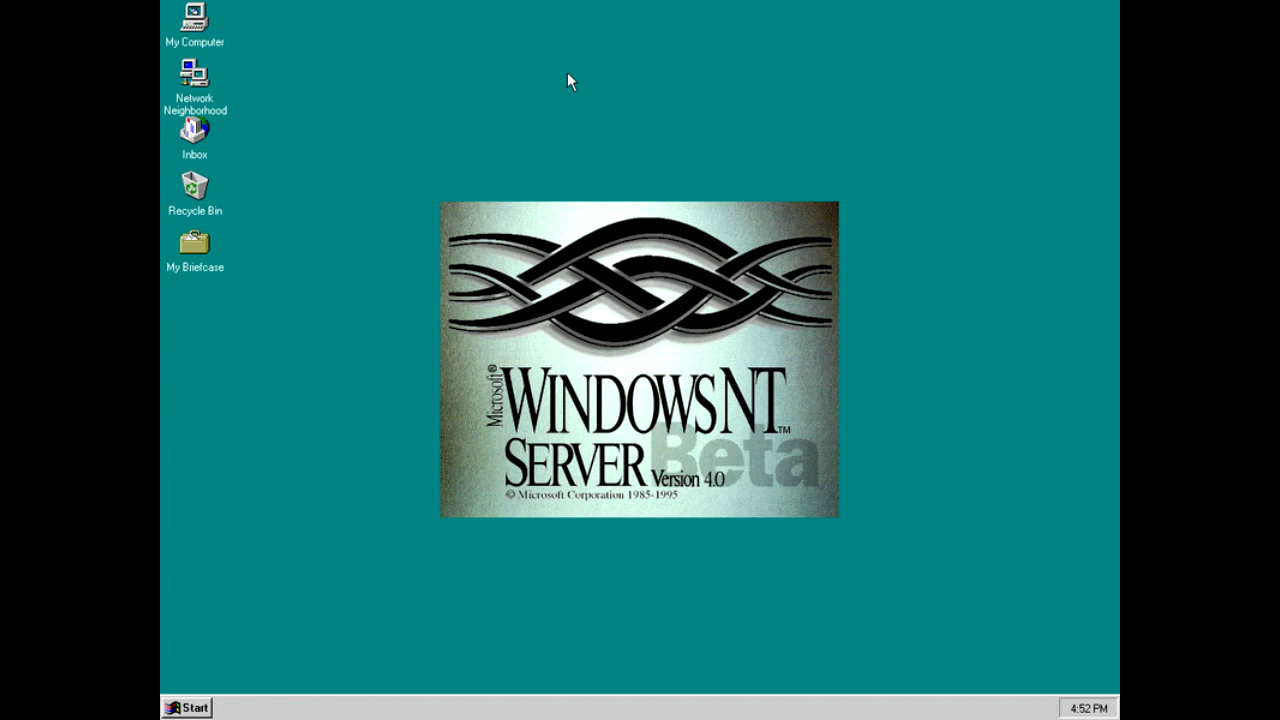 My Computer
Network
Neighborhood
Inbox
Recycle Bin
My Briefcase
Microsoft®
WINDOWS NT™
SERVER Version 4.0
Beta
© Microsoft Corporation 1985-1995
Start
4:52 PM